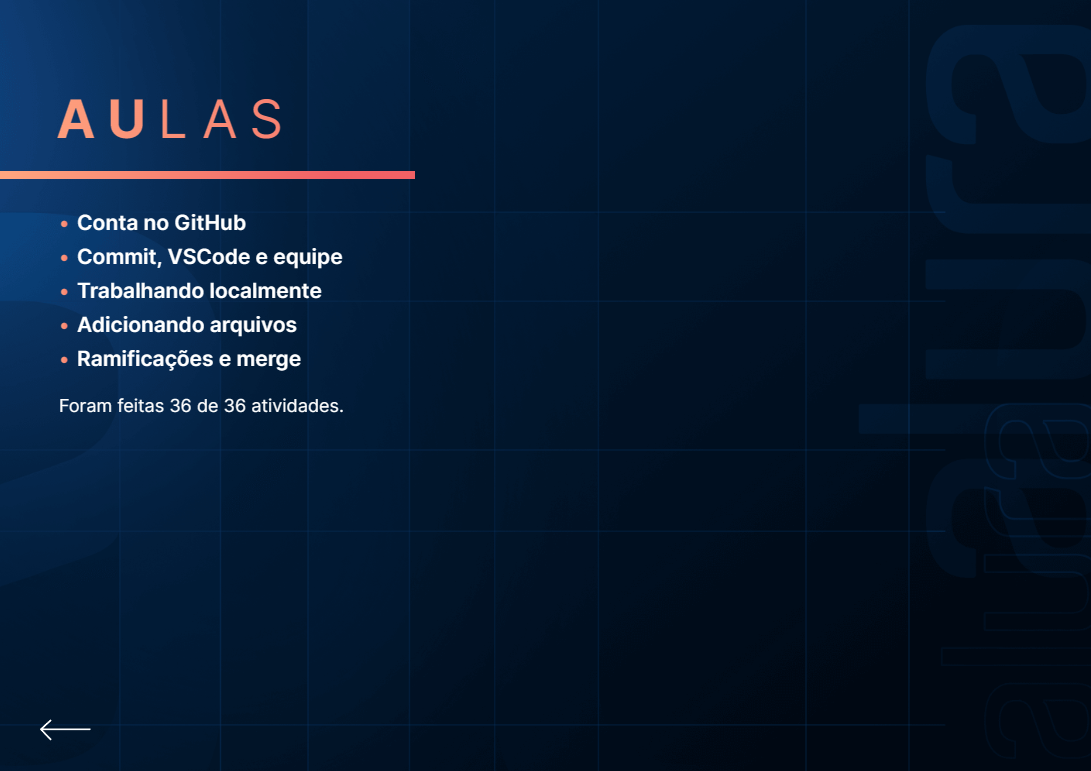 AULAS
• Conta no GitHub
• Commit, VSCode e equipe
• Trabalhando localmente
• Adicionando arquivos
• Ramificações e merge
Foram feitas 36 de 36 atividades.
alura
alura